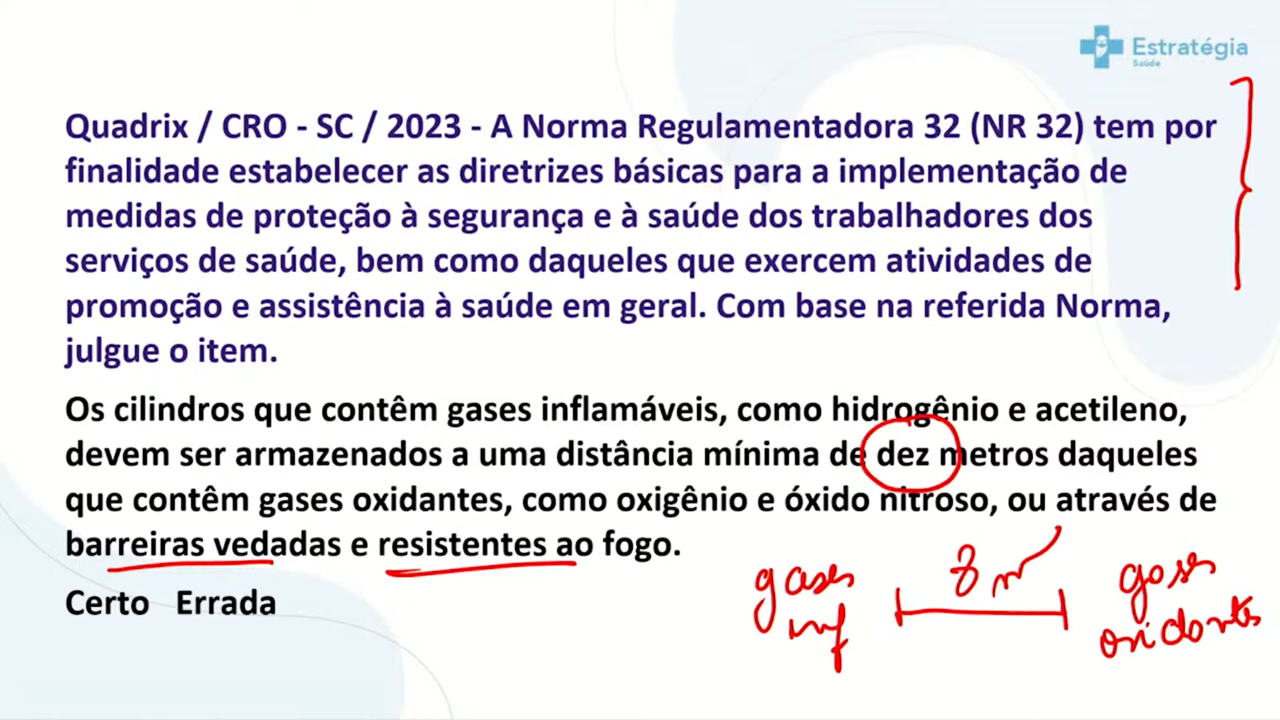 Estratégia
Saúde
Quadrix / CRO - SC / 2023 - A Norma Regulamentadora 32 (NR 32) tem por
finalidade estabelecer as diretrizes básicas para a implementação de
medidas de proteção à segurança e à saúde dos trabalhadores dos
serviços de saúde, bem como daqueles que exercem atividades de
promoção e assistência à saúde em geral. Com base na referida Norma,
julgue o item.
Os cilindros que contêm gases inflamáveis, como hidrogênio e acetileno,
devem ser armazenados a uma distância mínima de dez metros daqueles
que contêm gases oxidantes, como oxigênio e óxido nitroso, ou através de
barreiras vedadas e resistentes ao fogo.
Certo Errada
gases inf
8 m
gases oxidantes